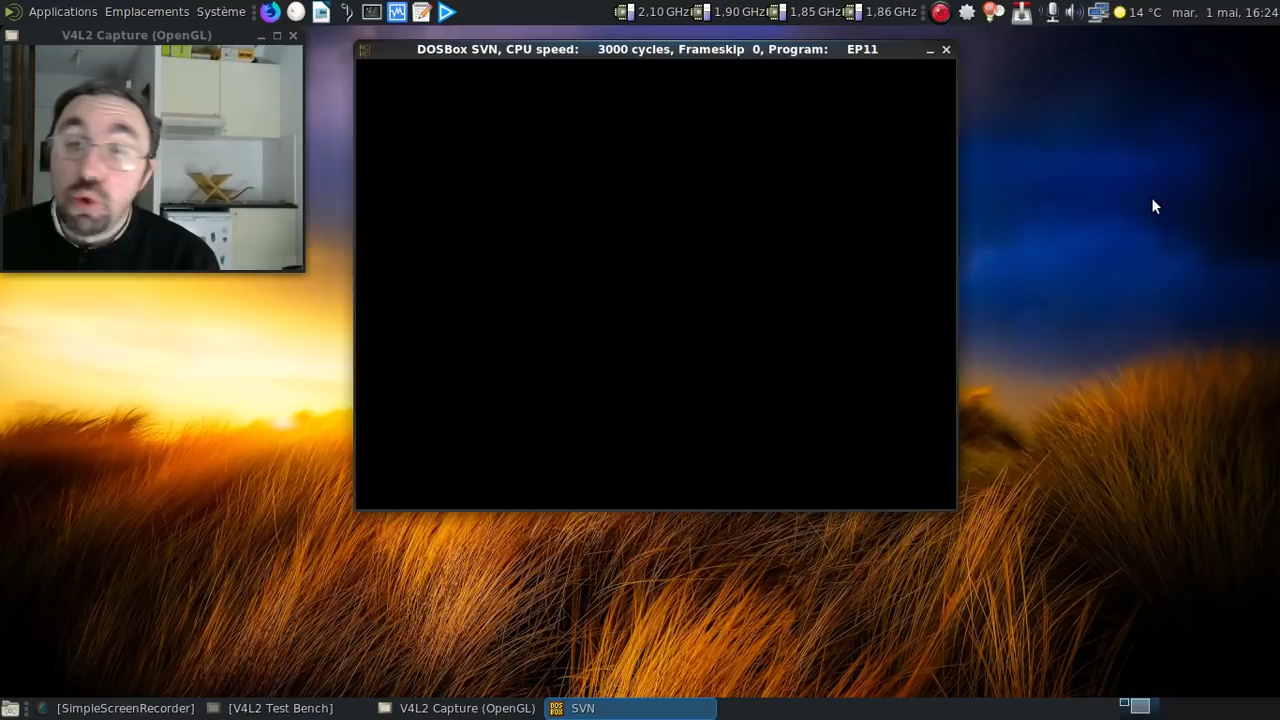 Applications Emplacements Système
2,10 GHz 1,90 GHz 1,85 GHz 1,86 GHz
14 °C mar. 1 mai, 16:24
V4L2 Capture (OpenGL)
DOSBox SVN, CPU speed: 3000 cycles, Frameskip 0, Program: EP11
[SimpleScreenRecorder]
[V4L2 Test Bench]
V4L2 Capture (OpenGL)
SVN